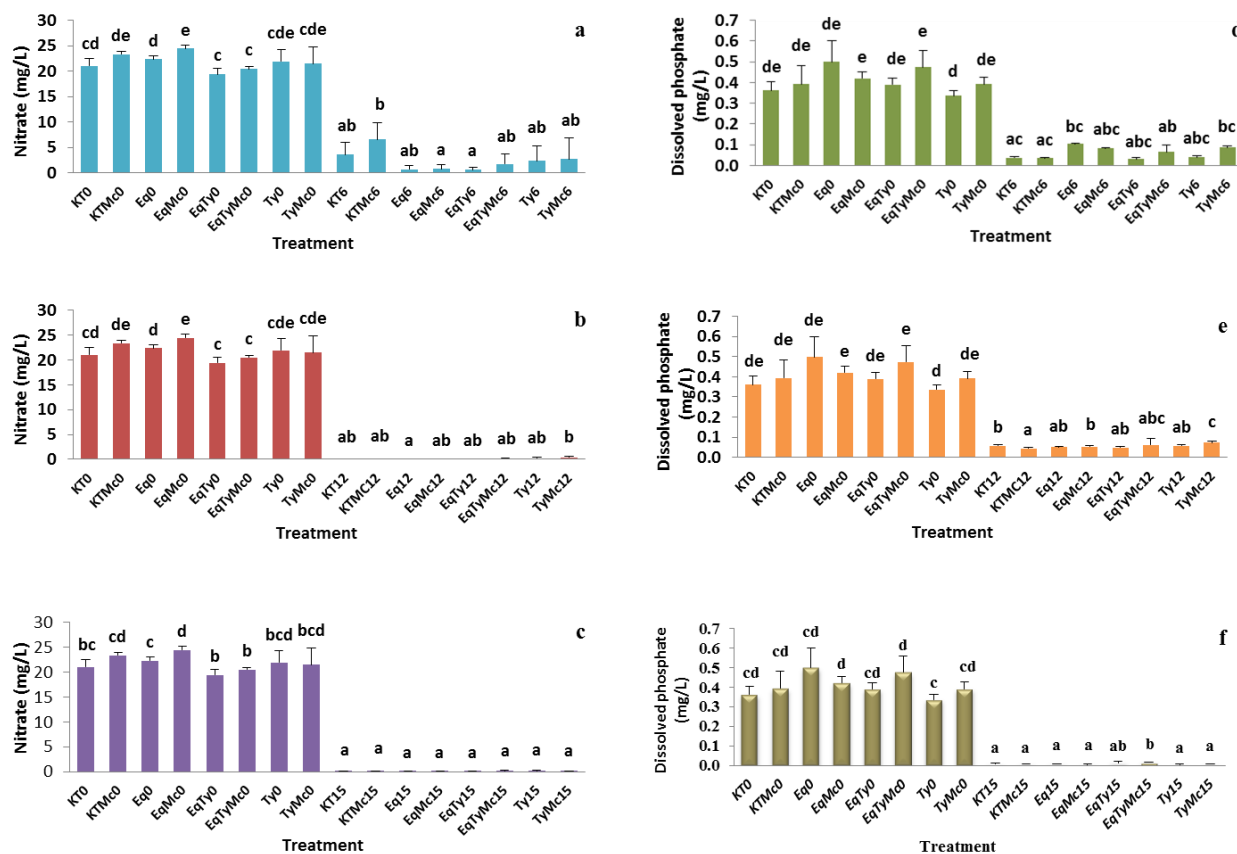 a
Nitrate (mg/L)
30
25
20
15
10
5
0
cd de d e c c cde cde ab b ab a a ab ab ab
KT0 KTMc0 Eq0 EqMc0 EqTy0 EqTyMc0 Ty0 TyMc0 KT6 KTMc6 Eq6 EqMc6 EqTy6 EqTyMc6 Ty6 TyMc6
Treatment
Dissolved phosphate
(mg/L)
0.7
0.6
0.5
0.4
0.3
0.2
0.1
0.0
de de de e de e d de ac ac bc abc abc ab abc bc
KT0 KTMc0 Eq0 EqMc0 EqTy0 EqTyMc0 Ty0 TyMc0 KT6 KTMc6 Eq6 EqMc6 EqTy6 EqTyMc6 Ty6 TyMc6
Treatment
b
Nitrate (mg/L)
30
25
20
15
10
5
0
cd de d e c c cde cde ab ab a ab ab ab ab b
KT0 KTMc0 Eq0 EqMc0 EqTy0 EqTyMc0 Ty0 TyMc0 KT12 KTMC12 Eq12 EqMc12 EqTy12 EqTyMc12 Ty12 TyMc12
Treatment
e
Dissolved phosphate
(mg/L)
0.7
0.6
0.5
0.4
0.3
0.2
0.1
0.0
de de de e de e d de b a ab b ab abc ab c
KT0 KTMc0 Eq0 EqMc0 EqTy0 EqTyMc0 Ty0 TyMc0 KT12 KTMC12 Eq12 EqMc12 EqTy12 EqTyMc12 Ty12 TyMc12
Treatment
c
Nitrate (mg/L)
30
25
20
15
10
5
0
bc cd c d b b bcd bcd a a a a a a a a
KT0 KTMc0 Eq0 EqMc0 EqTy0 EqTyMc0 Ty0 TyMc0 KT15 KTMc15 Eq15 EqMc15 EqTy15 EqTyMc15 Ty15 TyMc15
Treatment
f
Dissolved phosphate
(mg/L)
0.7
0.6
0.5
0.4
0.3
0.2
0.1
0.0
cd cd cd d cd d c cd a a a a ab b a a
KT0 KTMc0 Eq0 EqMc0 EqTy0 EqTyMc0 Ty0 TyMc0 KT15 KTMc15 Eq15 EqMc15 EqTy15 EqTyMc15 Ty15 TyMc15
Treatment